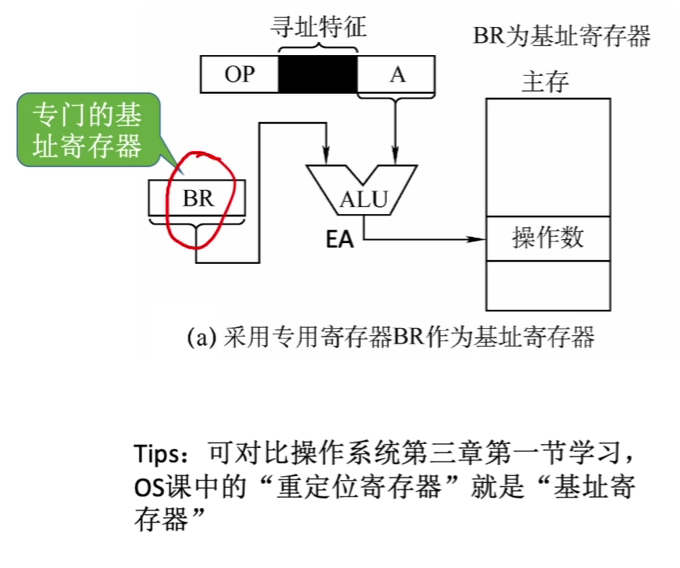 寻址特征
BR为基址寄存器
OP
A
主存
专门的基
址寄存器
BR
ALU
EA
操作数
(a) 采用专用寄存器BR作为基址寄存器
Tips：可对比操作系统第三章第一节学习，
OS课中的“重定位寄存器”就是“基址寄
存器”